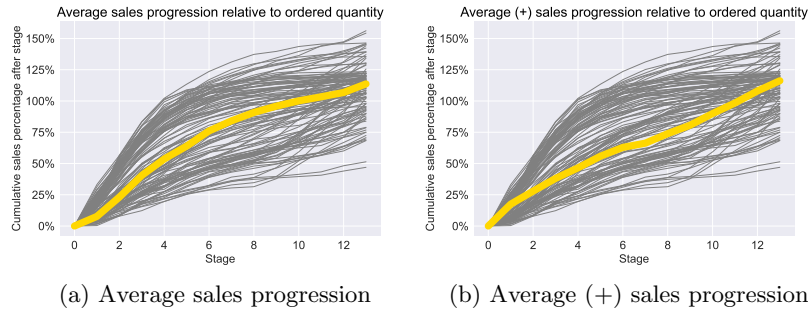 Average sales progression relative to ordered quantity
Cumulative sales percentage after stage
150%
125%
100%
75%
50%
25%
0%
0 2 4 6 8 10 12
Stage
(a) Average sales progression
Average (+) sales progression relative to ordered quantity
Cumulative sales percentage after stage
150%
125%
100%
75%
50%
25%
0%
0 2 4 6 8 10 12
Stage
(b) Average (+) sales progression